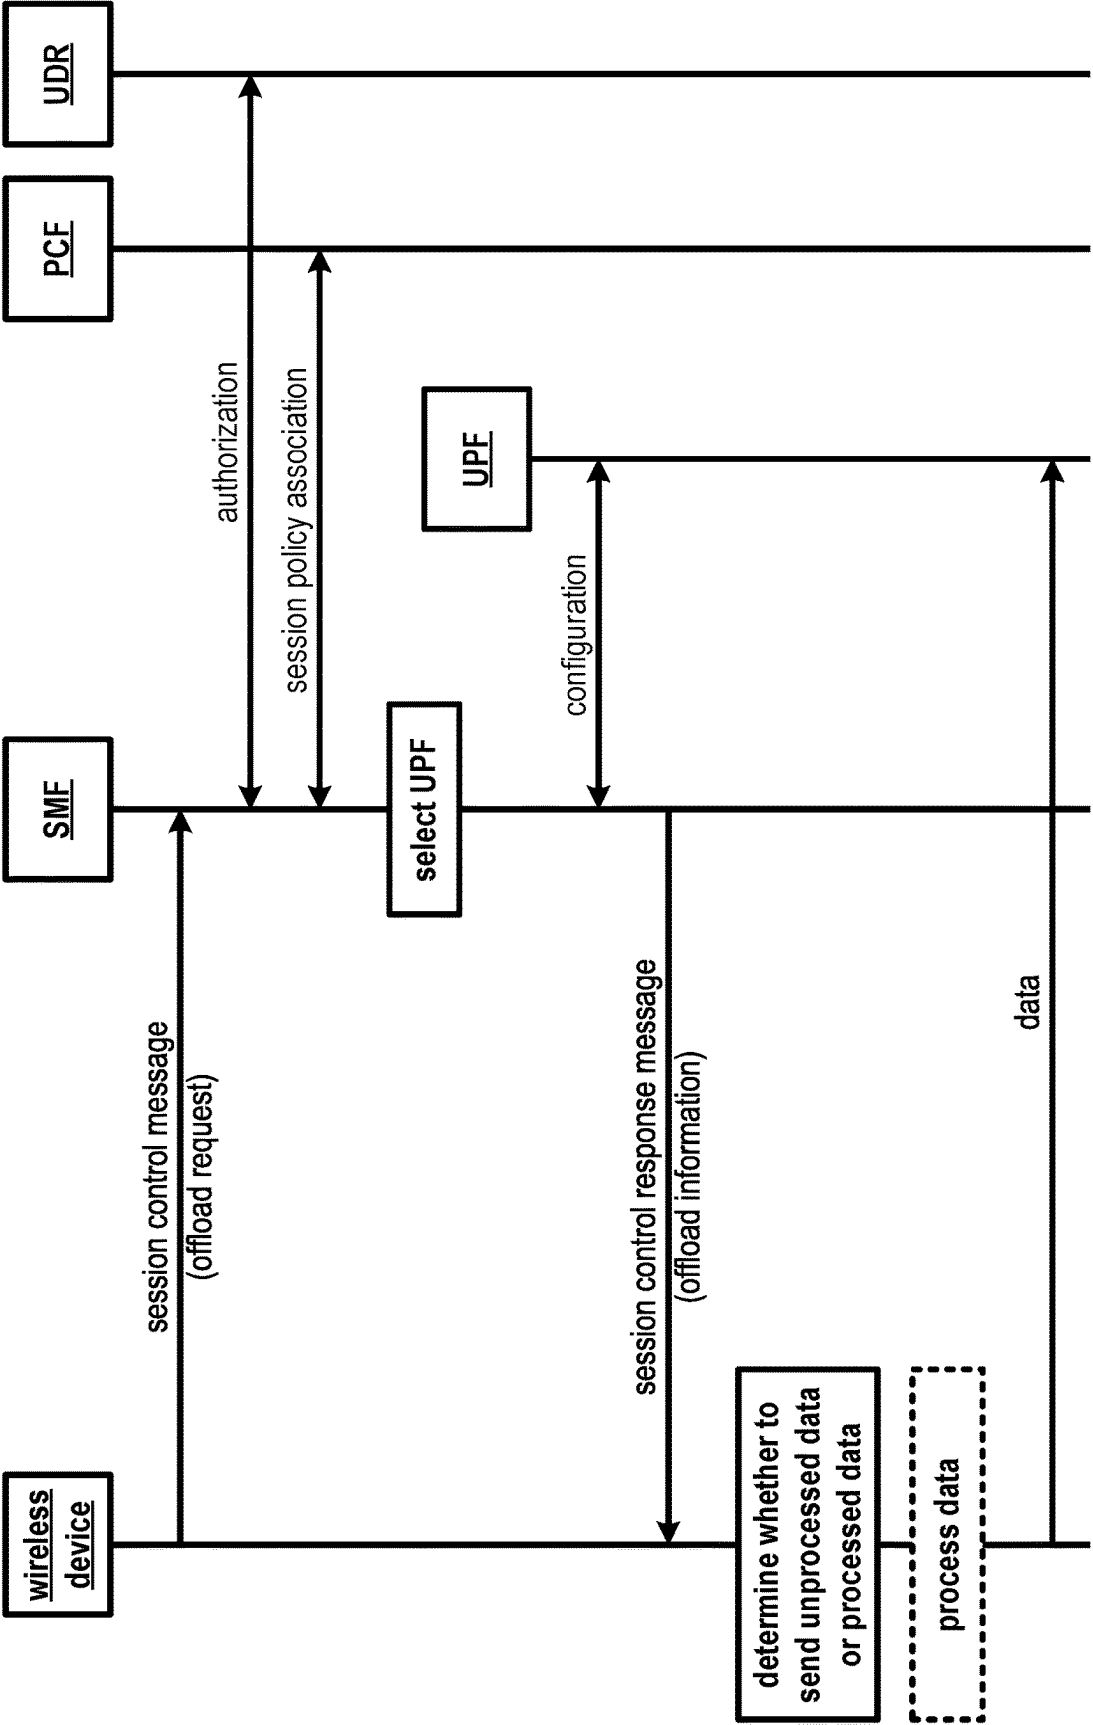 wireless
device
SMF
UPF
PCF
UDR
session control message
(offload request)
authorization
session policy association
select UPF
configuration
session control response message
(offload information)
determine whether to
send unprocessed data
or processed data
process data
data